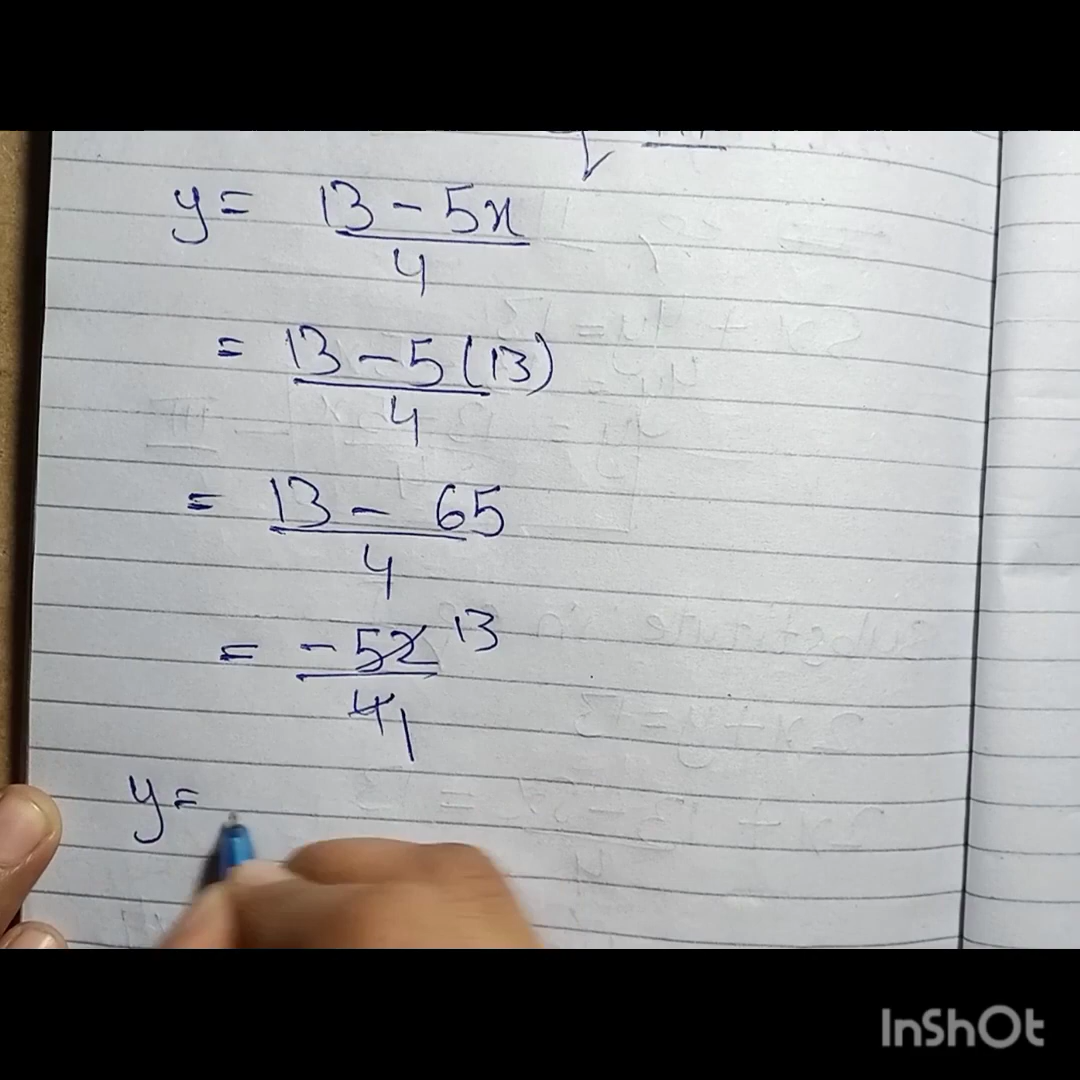 y = 13 - 5x
4
= 13 - 5(13)
4
= 13 - 65
4
= - 52 13
4 1
y =
InShOt